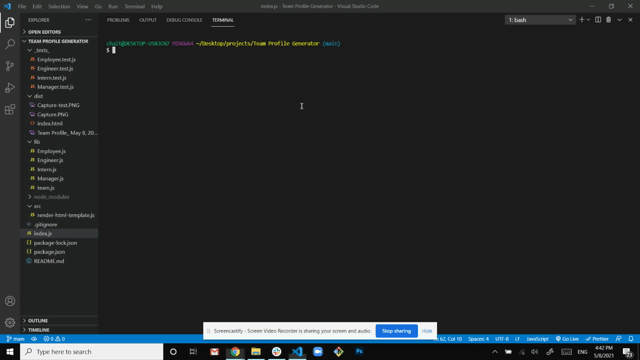 File Edit Selection View Go Run Terminal Help
index.js - Team Profile Generator - Visual Studio Code
EXPLORER
PROBLEMS OUTPUT DEBUG CONSOLE TERMINAL
1: bash
OPEN EDITORS
TEAM PROFILE GENERATOR
_tests_
Employee.test.js
Engineer.test.js
Intern.test.js
Manager.test.js
dist
Capture-test.PNG
Capture.PNG
index.html
Team Profile_ May 8, 20...
lib
Employee.js
Engineer.js
Intern.js
Manager.js
team.js
node_modules
src
render-html-template.js
.gitignore
index.js
package-lock.json
package.json
README.md
MINGW64 ~/Desktop/projects/Team Profile Generator (main)
$
OUTLINE
TIMELINE
Screencastify - Screen Video Recorder is sharing your screen and audio.
Stop sharing
Hide
main
0 0
Ln 62, Col 10 Spaces: 4 UTF-8 LF JavaScript Go Live Prettier
Type here to search
ENG
4:42 PM
5/8/2021